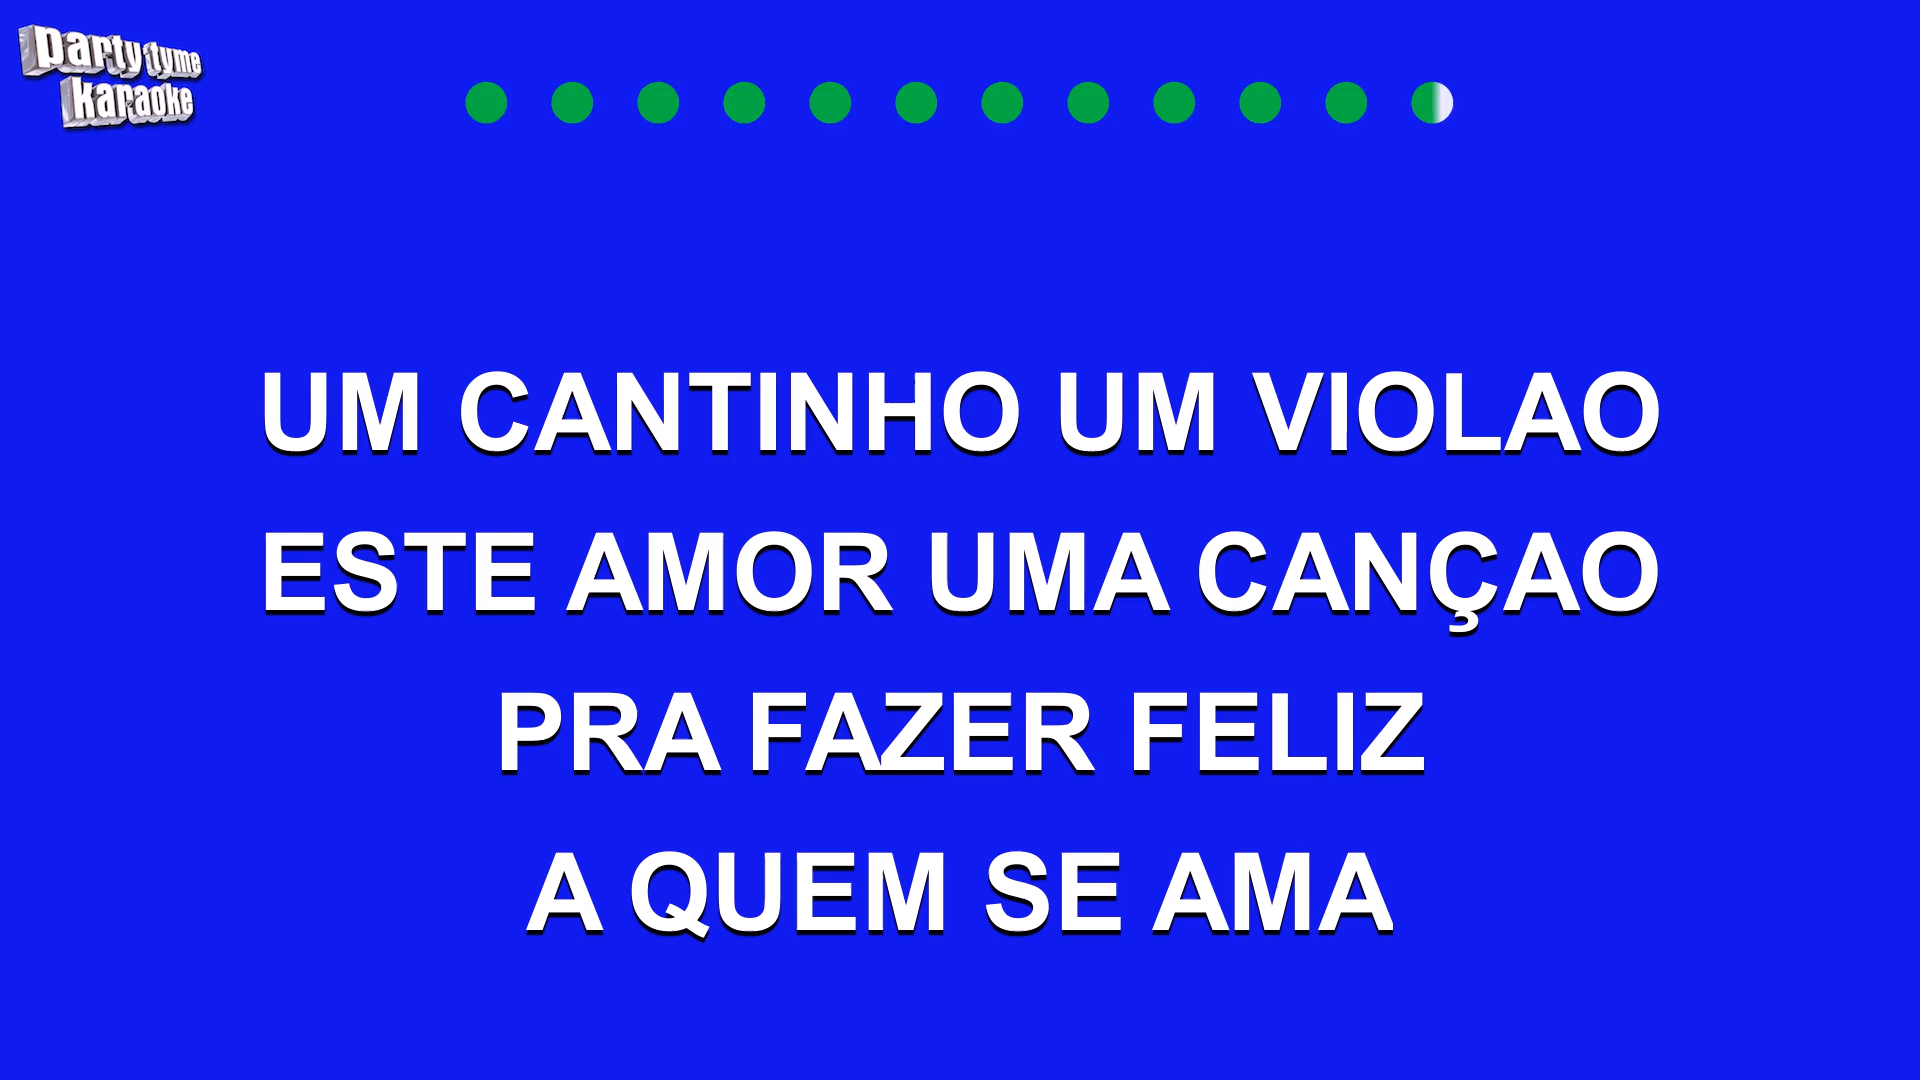 party tyme
karaoke
UM CANTINHO UM VIOLAO
ESTE AMOR UMA CANÇAO
PRA FAZER FELIZ
A QUEM SE AMA